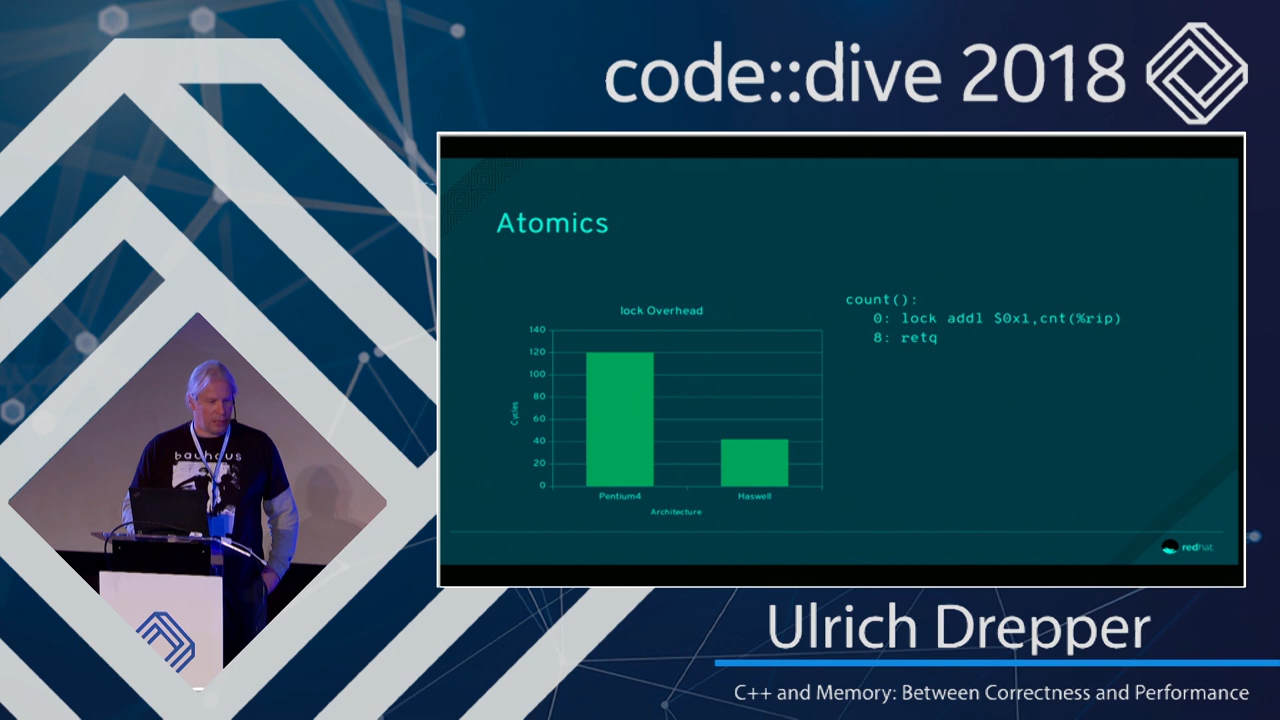 code::dive 2018
Atomics
lock Overhead
140
120
100
80
60
40
20
0
Cycles
Pentium4
Haswell
Architecture
count():
0: lock addl $0x1,cnt(%rip)
8: retq
redhat
bauhaus
Ulrich Drepper
C++ and Memory: Between Correctness and Performance